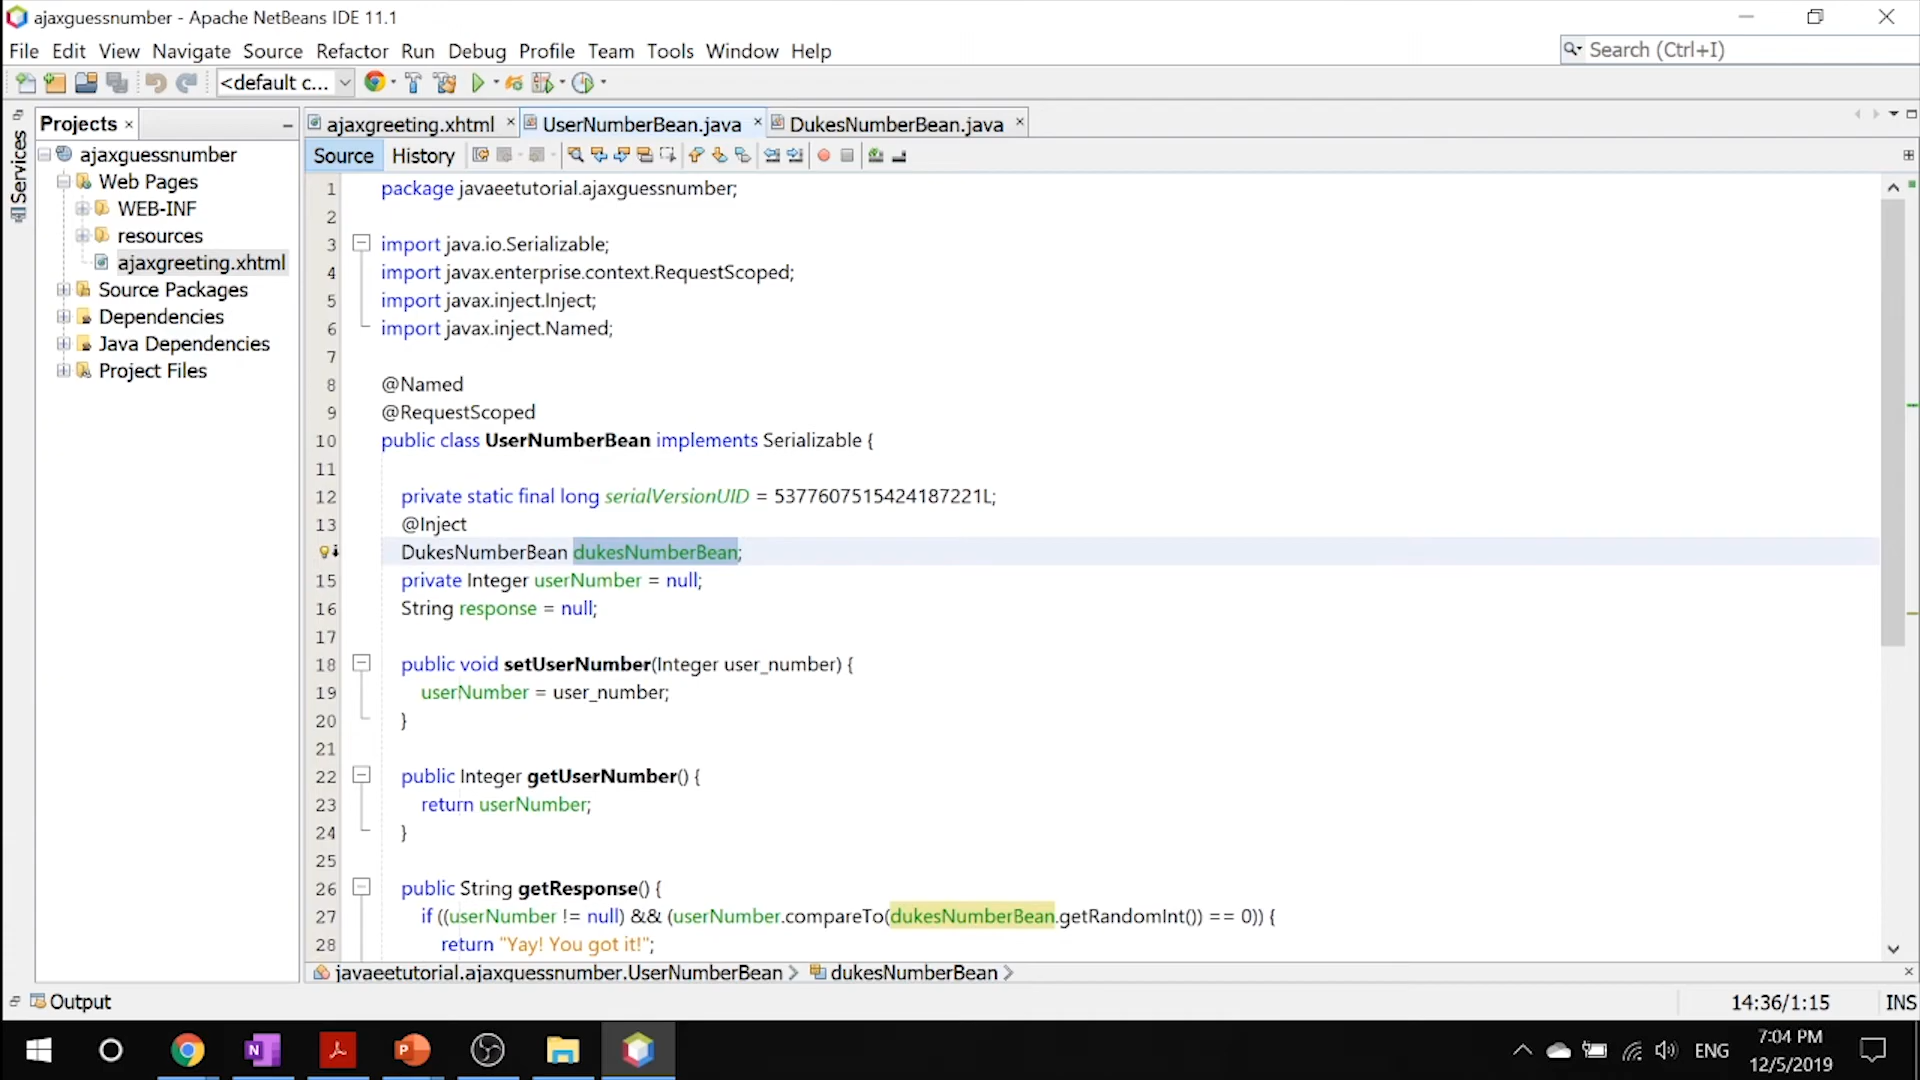 ajaxguessnumber - Apache NetBeans IDE 11.1
File Edit View Navigate Source Refactor Run Debug Profile Team Tools Window Help
Search (Ctrl+I)
<default c...
Services
Projects
ajaxguessnumber
Web Pages
WEB-INF
resources
ajaxgreeting.xhtml
Source Packages
Dependencies
Java Dependencies
Project Files
ajaxgreeting.xhtml UserNumberBean.java DukesNumberBean.java
Source History
1 package javaeetutorial.ajaxguessnumber;
2
3 import java.io.Serializable;
4 import javax.enterprise.context.RequestScoped;
5 import javax.inject.Inject;
6 import javax.inject.Named;
7
8 @Named
9 @RequestScoped
10 public class UserNumberBean implements Serializable {
11
12 private static final long serialVersionUID = 5377607515424187221L;
13 @Inject
DukesNumberBean dukesNumberBean;
15 private Integer userNumber = null;
16 String response = null;
17
18 public void setUserNumber(Integer user_number) {
19 userNumber = user_number;
20 }
21
22 public Integer getUserNumber() {
23 return userNumber;
24 }
25
26 public String getResponse() {
27 if ((userNumber != null) && (userNumber.compareTo(dukesNumberBean.getRandomInt()) == 0)) {
28 return "Yay! You got it!";
javaeetutorial.ajaxguessnumber.UserNumberBean dukesNumberBean
Output
14:36/1:15 INS
ENG
7:04 PM
12/5/2019